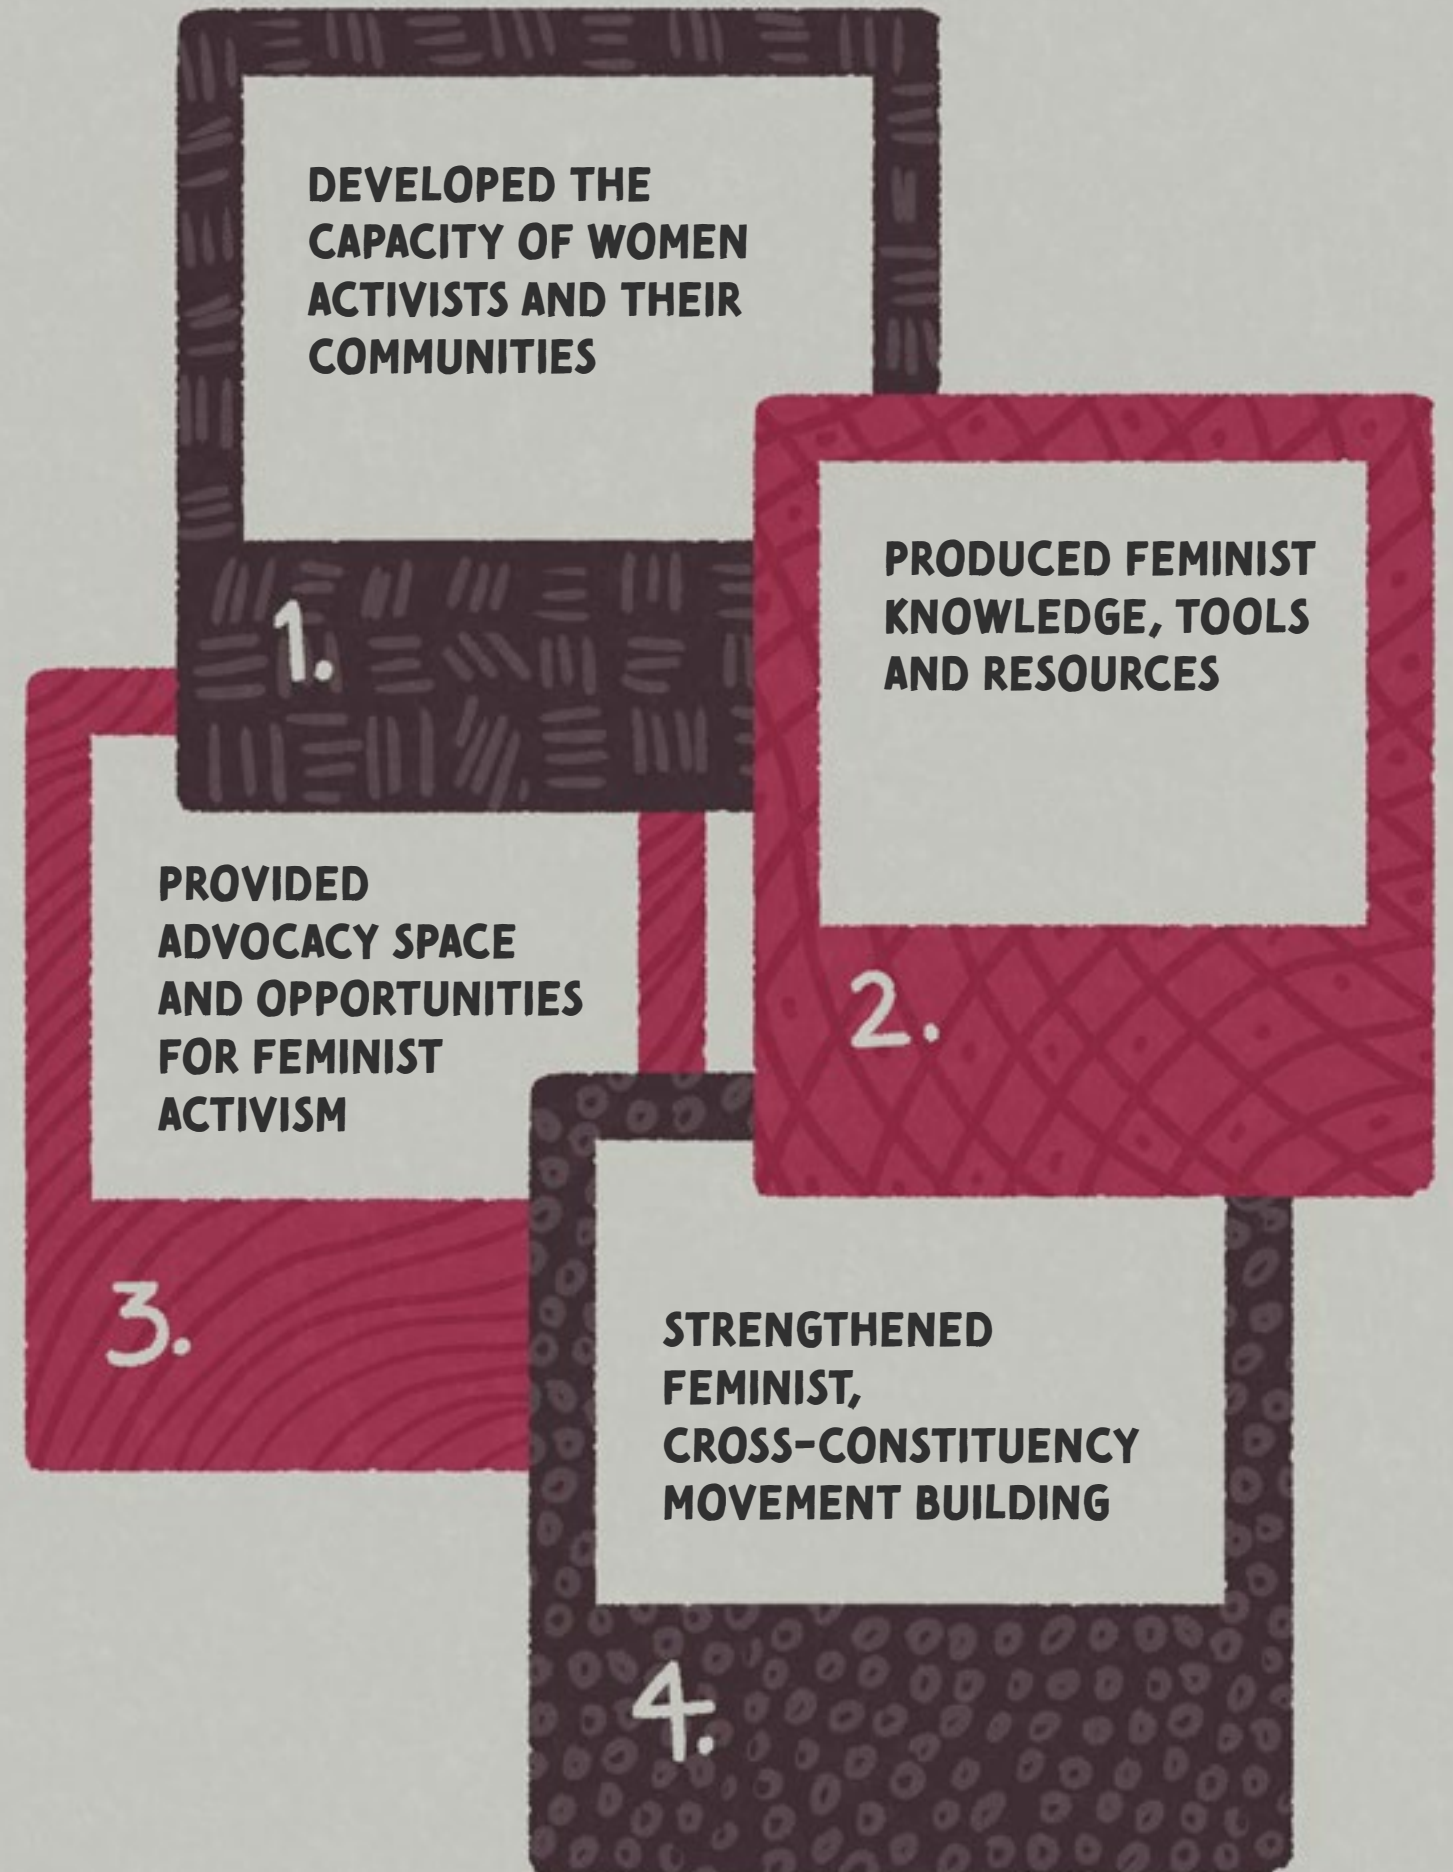 DEVELOPED THE
CAPACITY OF WOMEN
ACTIVISTS AND THEIR
COMMUNITIES
1.
PRODUCED FEMINIST
KNOWLEDGE, TOOLS
AND RESOURCES
2.
PROVIDED
ADVOCACY SPACE
AND OPPORTUNITIES
FOR FEMINIST
ACTIVISM
3.
STRENGTHENED
FEMINIST,
CROSS-CONSTITUENCY
MOVEMENT BUILDING
4.